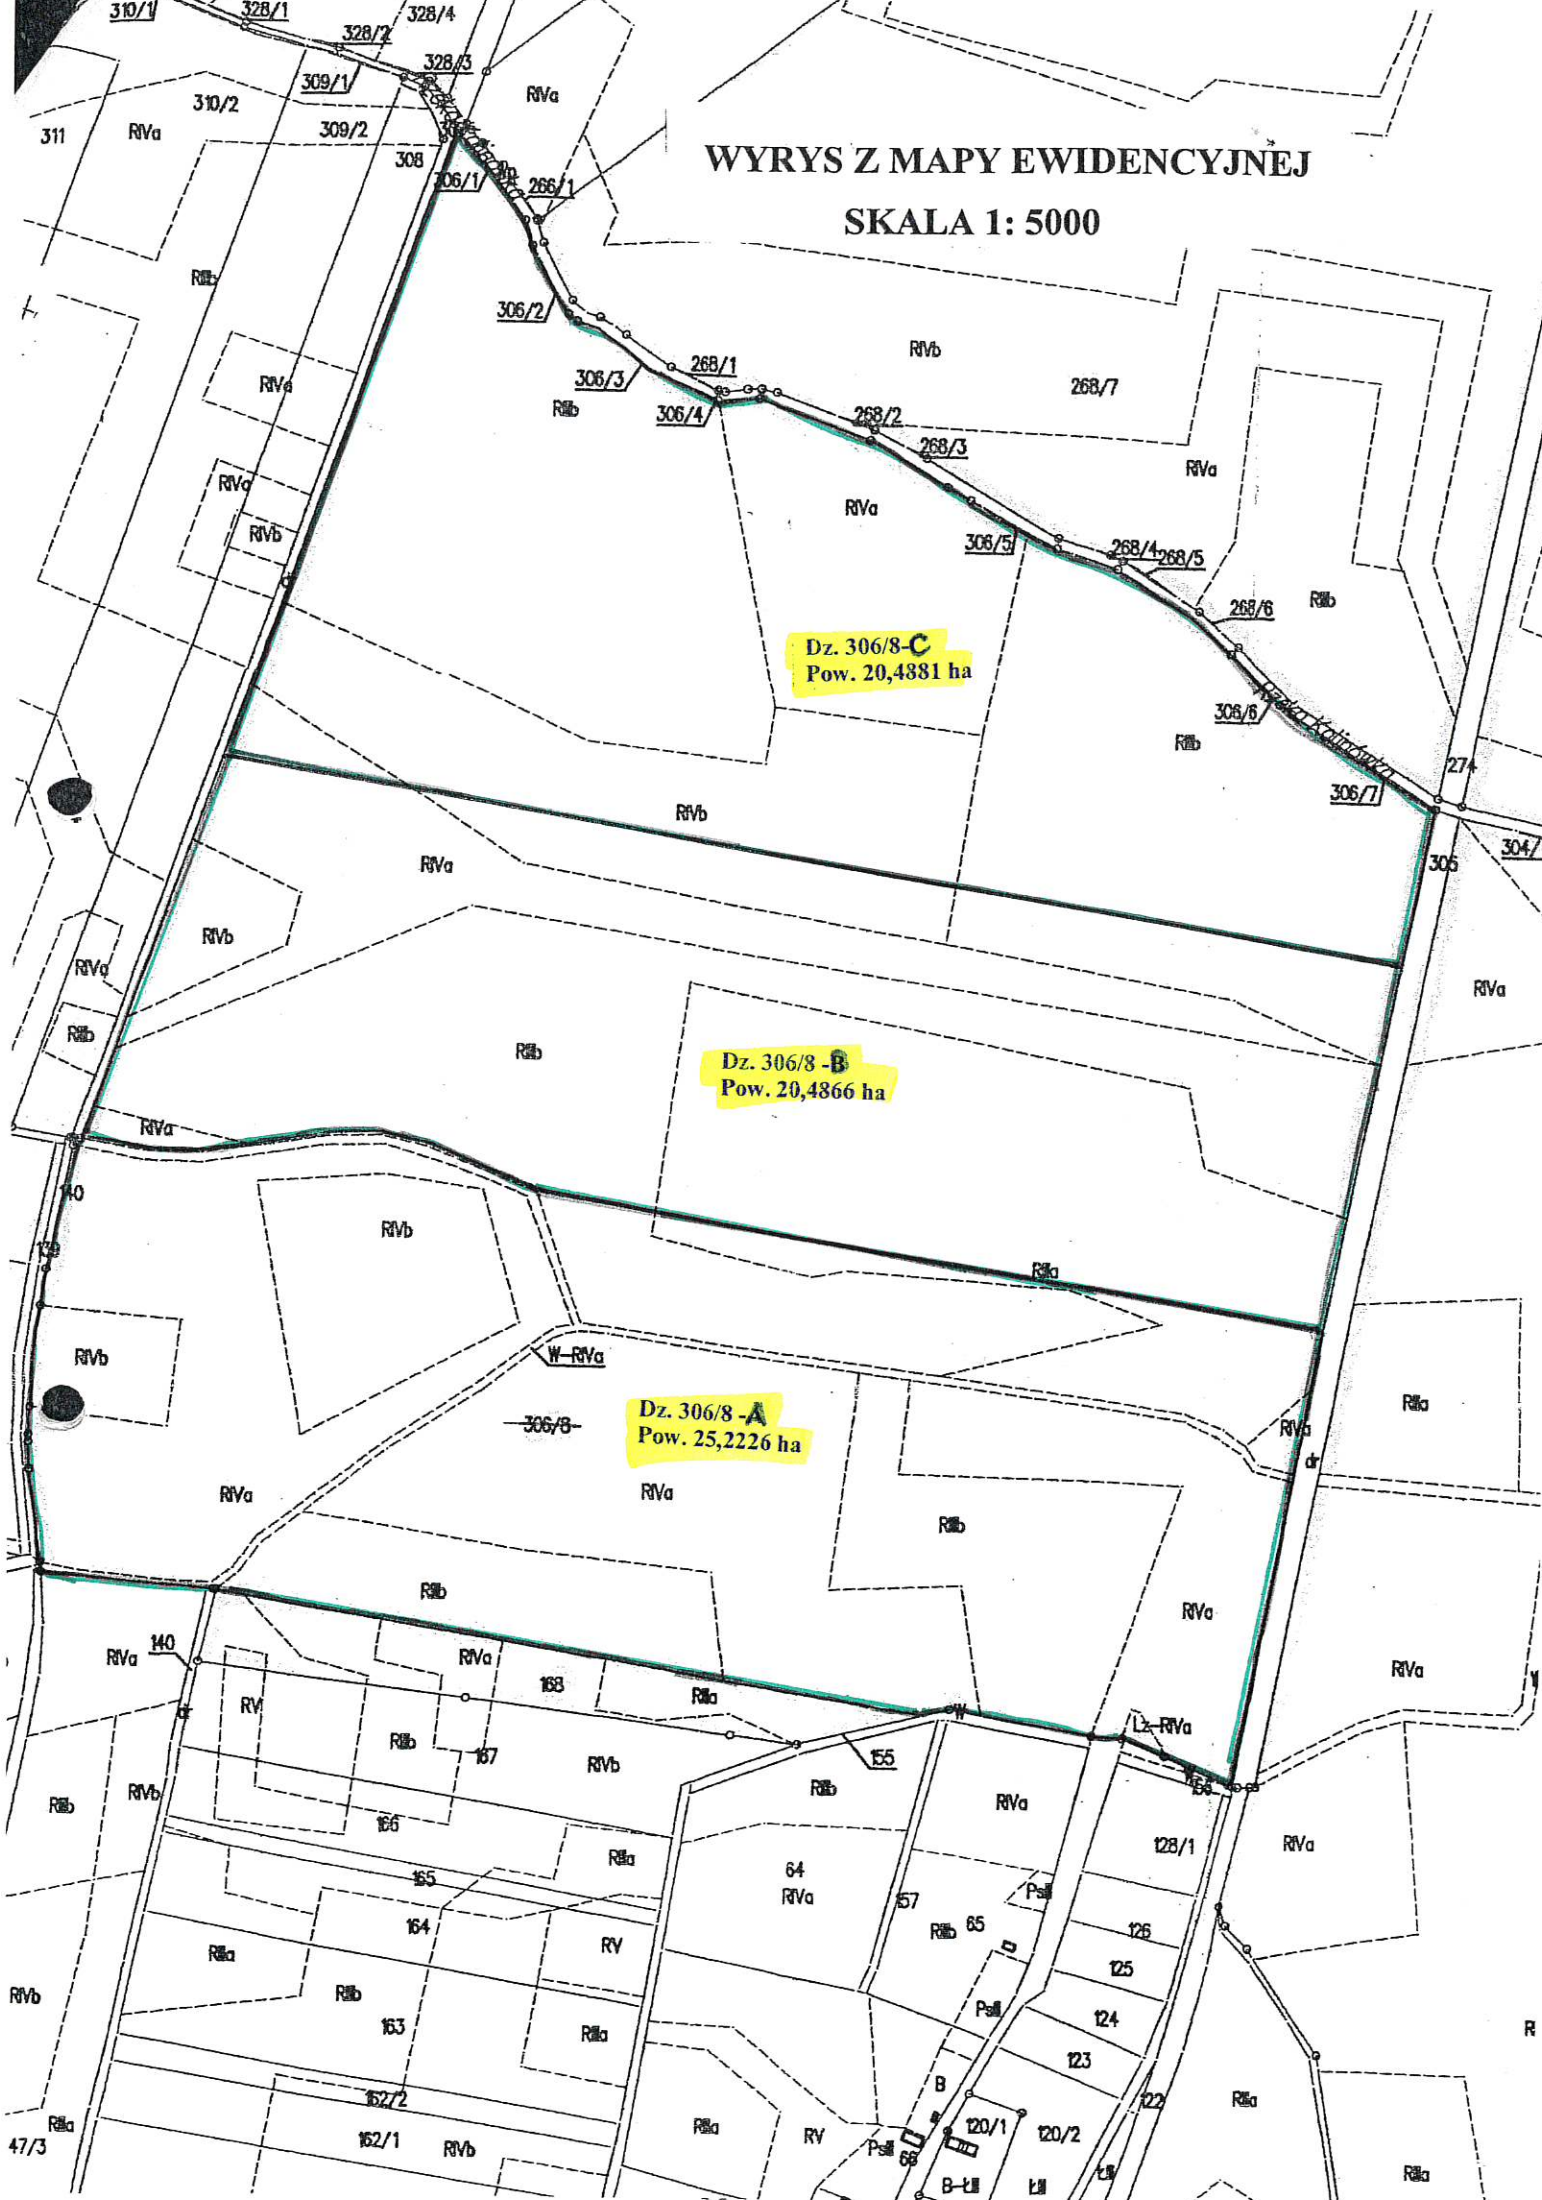 310/1
328/1
328/4
328/2
328/3
309/1
310/2
RIVa
311
RIVa
309/2
308
306/1
266/1
WYRYS Z MAPY EWIDENCYJNEJ
SKALA 1: 5000
RIIIb
306/2
RIVb
RIVa
306/3
268/1
268/7
RIIIb
306/4
268/2
268/3
RIVa
RIVa
RIVa
RIVb
306/5
268/4
268/5
268/6
RIIIb
Dz. 306/8-C
Pow. 20,4881 ha
306/6
Rzeka Kalinówka
RIIIb
274
306/7
RIVb
304/
305
RIVa
RIVb
RIVa
RIVa
RIIIb
RIIIb
Dz. 306/8 -B
Pow. 20,4866 ha
RIVa
140
RIVb
139
RIIIa
RIVb
W-RIVa
306/8
Dz. 306/8 -A
Pow. 25,2226 ha
RIIIa
RIVa
dr
RIVa
RIVa
RIIIb
RIIIb
RIVa
RIVa
140
RIVa
168
RIIIa
RIVa
RV
dr
W
Lz-RIVa
RIIIb
167
RIVb
155
RIIIb
RIVb
RIIIb
RIVa
W
156
166
128/1
RIVa
RIIIa
165
64
RIVa
PsIII
157
164
RIIIb
65
126
RIIIa
RV
125
RIVb
RIIIb
PsIII
124
163
RIIIa
R
123
B
162/2
122
RIIIa
RIIIa
RIIIa
120/1
120/2
47/3
162/1
RIVb
RV
PsIII
66
B-ŁIII
ŁIII
ŁIII
RIIIa